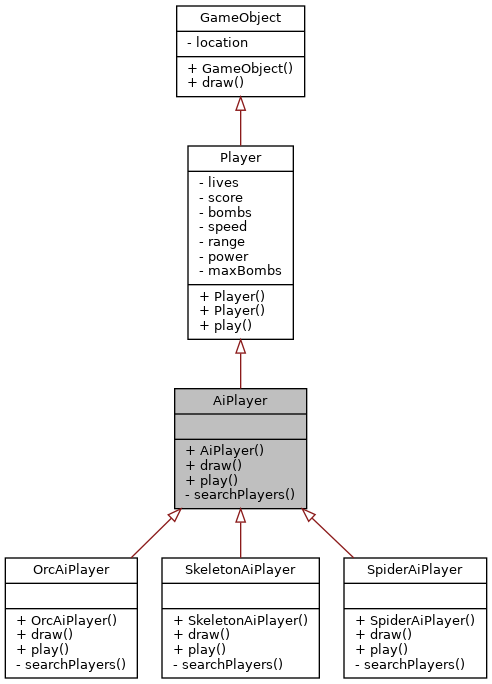 GameObject
- location
+ GameObject()
+ draw()
Player
- lives
- score
- bombs
- speed
- range
- power
- maxBombs
+ Player()
+ Player()
+ play()
AiPlayer
+ AiPlayer()
+ draw()
+ play()
- searchPlayers()
OrcAiPlayer
+ OrcAiPlayer()
+ draw()
+ play()
- searchPlayers()
SkeletonAiPlayer
+ SkeletonAiPlayer()
+ draw()
+ play()
- searchPlayers()
SpiderAiPlayer
+ SpiderAiPlayer()
+ draw()
+ play()
- searchPlayers()